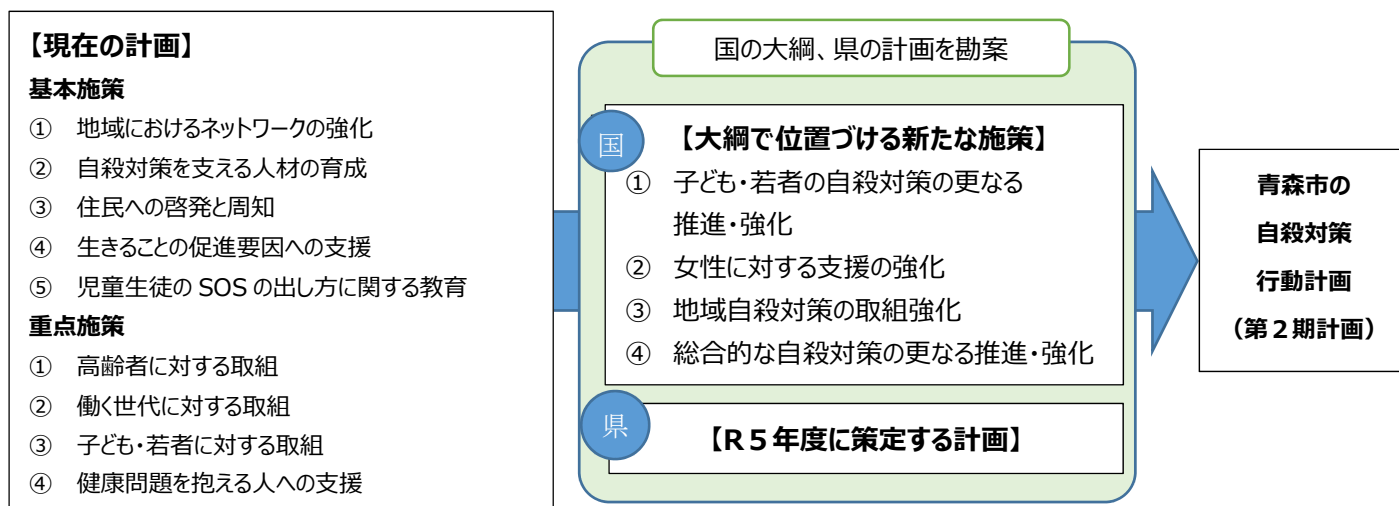 【現在の計画】
基本施策
① 地域におけるネットワークの強化
② 自殺対策を支える人材の育成
③ 住民への啓発と周知
④ 生きることの促進要因への支援
⑤ 児童生徒の SOS の出し方に関する教育
重点施策
① 高齢者に対する取組
② 働く世代に対する取組
③ 子ども・若者に対する取組
④ 健康問題を抱える人への支援
国の大綱、県の計画を勘案
国
【大綱で位置づける新たな施策】
① 子ども・若者の自殺対策の更なる
推進・強化
② 女性に対する支援の強化
③ 地域自殺対策の取組強化
④ 総合的な自殺対策の更なる推進・強化
県
【R5年度に策定する計画】
青森市の
自殺対策
行動計画
（第2期計画）